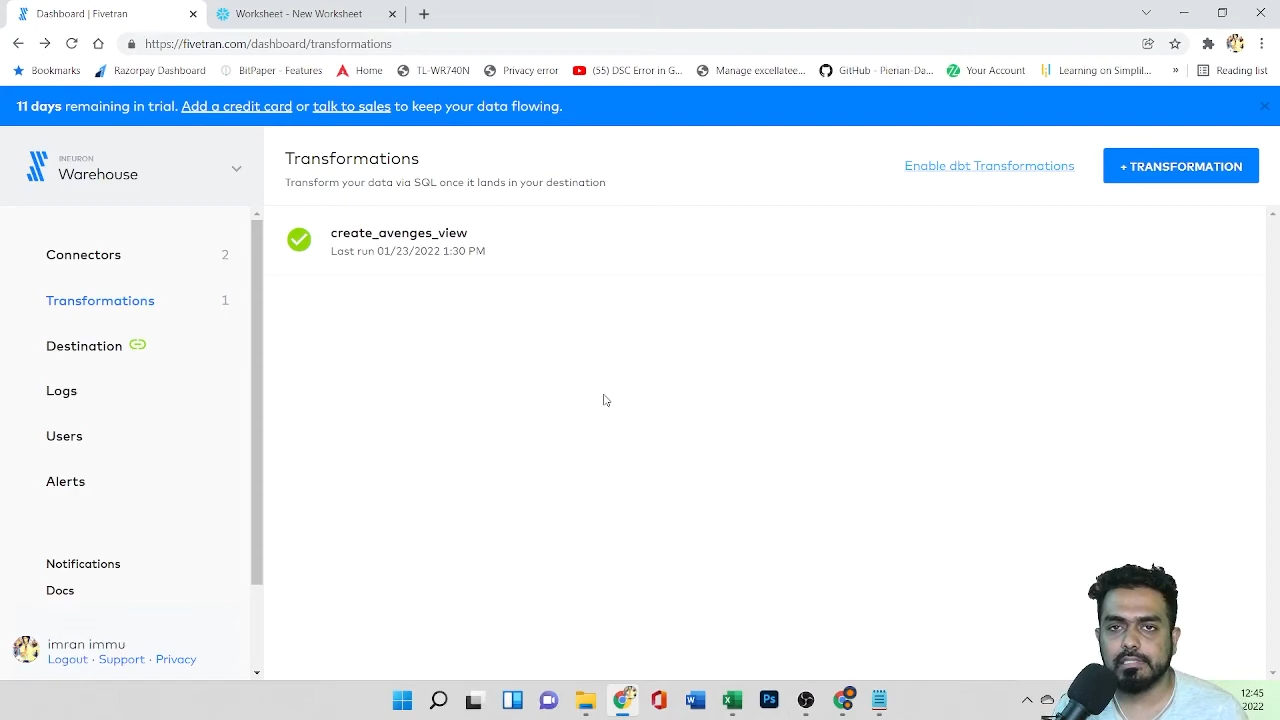 Dashboard | Fivetran
Worksheet - New Worksheet
https://fivetran.com/dashboard/transformations
Bookmarks
Razorpay Dashboard
BitPaper - Features
Home
TL-WR740N
Privacy error
(55) DSC Error in G...
Manage excellatee...
GitHub - Pierian-Da...
Your Account
Learning on Simplil...
»
Reading list
11 days remaining in trial. Add a credit card or talk to sales to keep your data flowing.
INEURON
Warehouse
Transformations
Transform your data via SQL once it lands in your destination
Enable dbt Transformations
+ TRANSFORMATION
create_avenges_view
Last run 01/23/2022 1:30 PM
Connectors 2
Transformations 1
Destination
Logs
Users
Alerts
Notifications
Docs
imran immu
Logout · Support · Privacy
12:45
2022